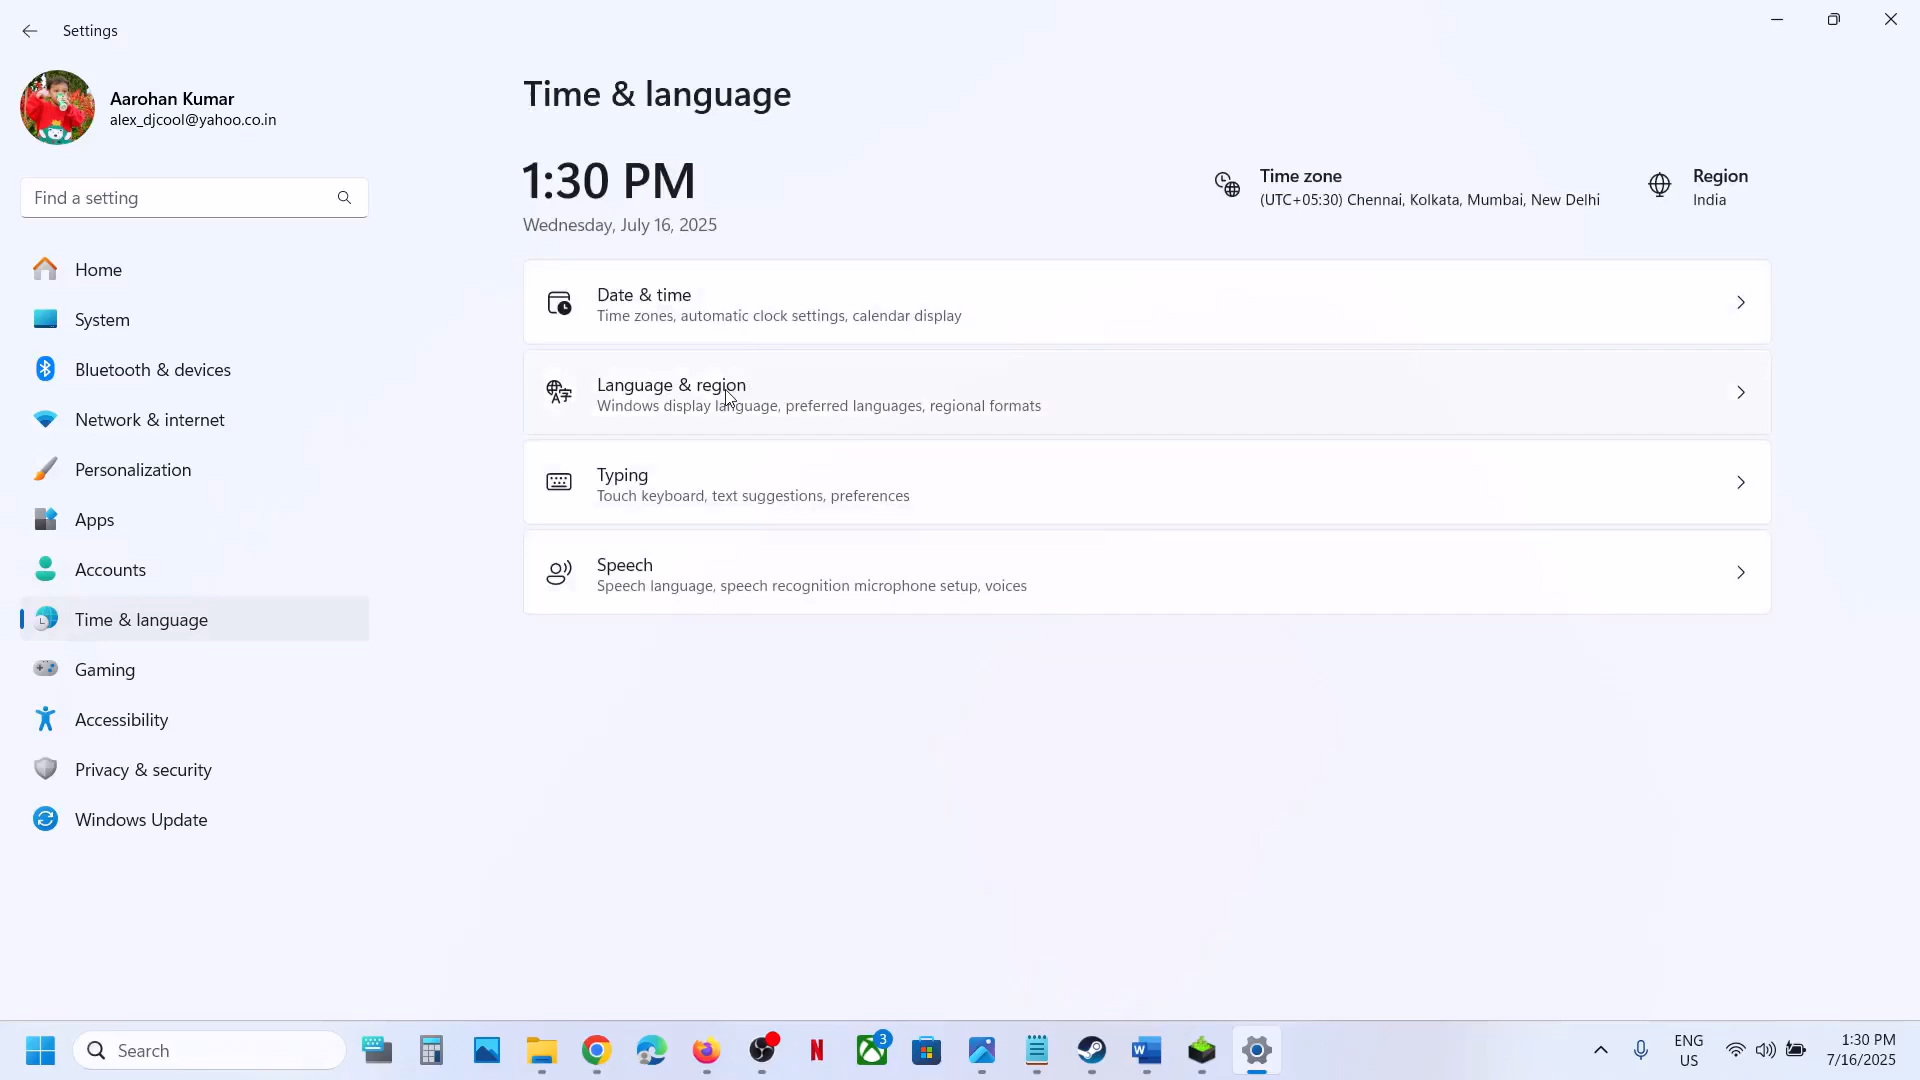 Settings
Aarohan Kumar
alex_djcool@yahoo.co.in
Find a setting
Home
System
Bluetooth & devices
Network & internet
Personalization
Apps
Accounts
Time & language
Gaming
Accessibility
Privacy & security
Windows Update
Time & language
1:30 PM
Wednesday, July 16, 2025
Time zone
(UTC+05:30) Chennai, Kolkata, Mumbai, New Delhi
Region
India
Date & time
Time zones, automatic clock settings, calendar display
Language & region
Windows display language, preferred languages, regional formats
Typing
Touch keyboard, text suggestions, preferences
Speech
Speech language, speech recognition microphone setup, voices
Search
3
ENG
US
1:30 PM
7/16/2025